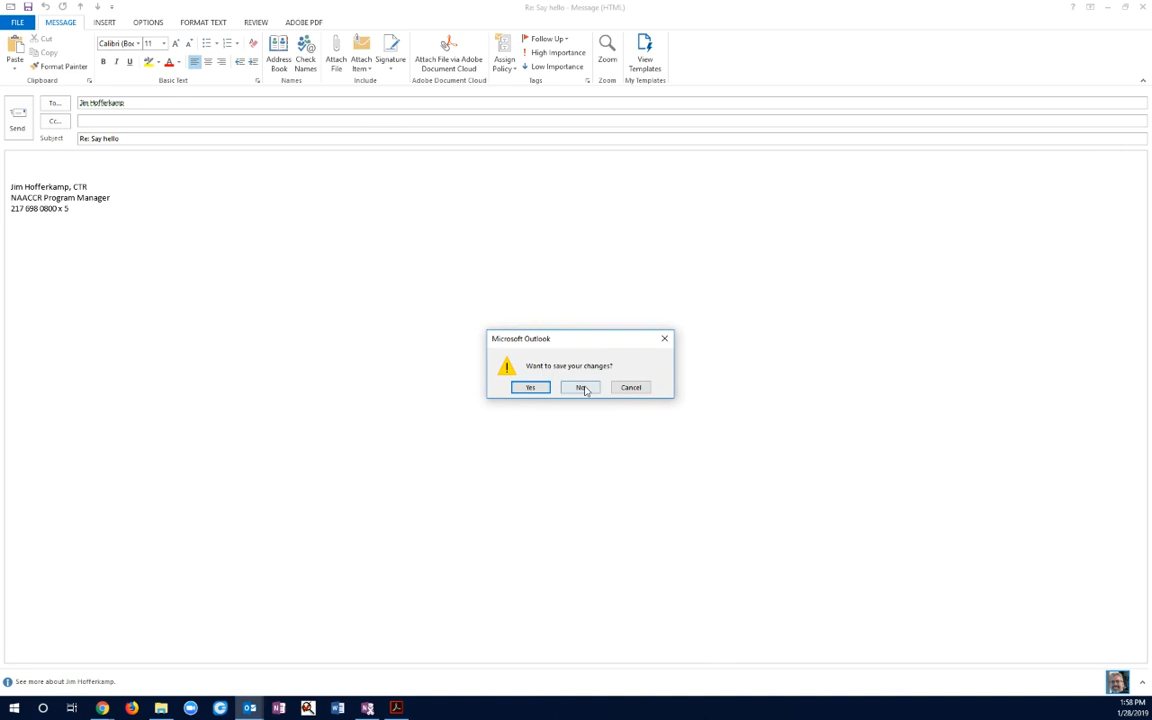 Re: Say hello - Message (HTML)
FILE MESSAGE INSERT OPTIONS FORMAT TEXT REVIEW ADOBE PDF
Paste
Cut
Copy
Format Painter
Clipboard
Calibri (Boc 11
B I U
Basic Text
Address Book
Check Names
Names
Attach File
Attach Item
Signature
Include
Attach File via Adobe Document Cloud
Adobe Document Cloud
Assign Policy
Follow Up
High Importance
Low Importance
Tags
Zoom
Zoom
View Templates
My Templates
Send
To... Jim Hofferkamp
Cc...
Subject Re: Say hello
Jim Hofferkamp, CTR
NAACCR Program Manager
217 698 0800 x 5
Microsoft Outlook
Want to save your changes?
Yes No Cancel
See more about Jim Hofferkamp.
1:58 PM
1/28/2019